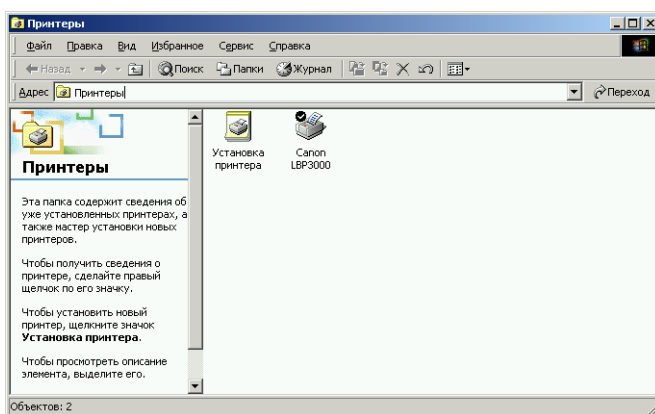 Принтеры
Файл Правка Вид Избранное Сервис Справка
Назад Поиск Папки Журнал
Адрес Принтеры Переход
Принтеры
Эта папка содержит сведения об
уже установленных принтерах, а
также мастер установки новых
принтеров.
Чтобы получить сведения о
принтере, сделайте правый
щелчок по его значку.
Чтобы установить новый
принтер, щелкните значок
Установка принтера.
Чтобы просмотреть описание
элемента, выделите его.
Установка
принтера
Canon
LBP3000
Объектов: 2